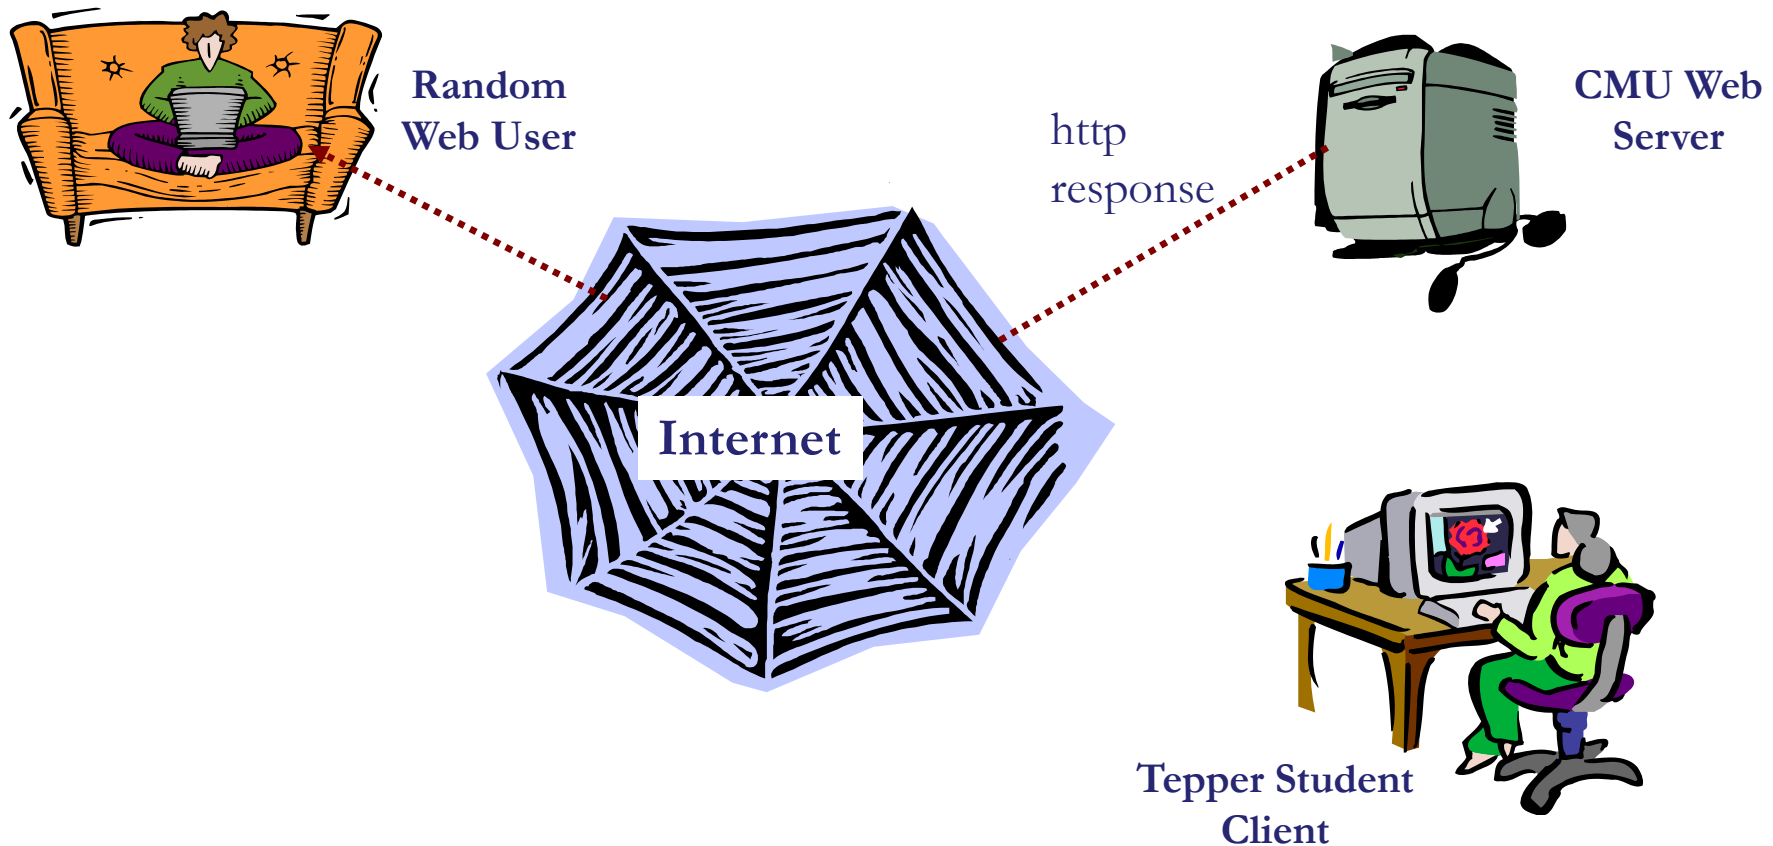 Random
Web User
http
response
CMU Web
Server
Internet
Tepper Student
Client